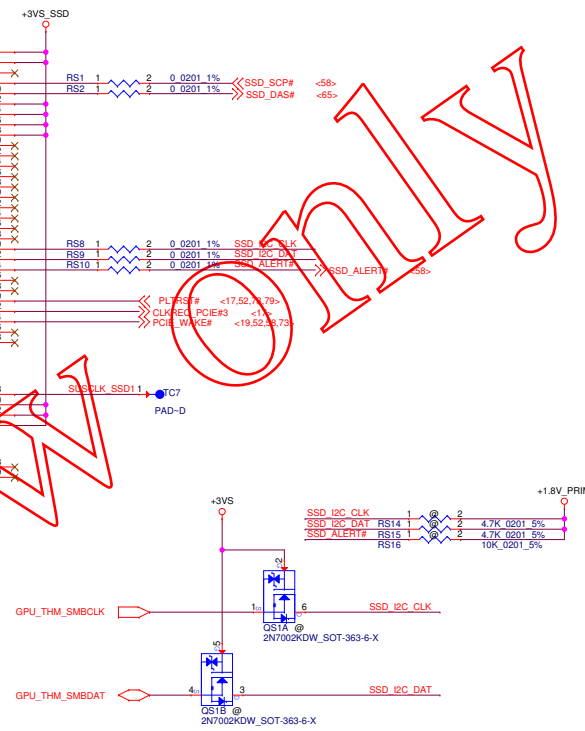 +3VS_SSD
RS1 1 2 0_0201_1% SSD_SCP# <58>
RS2 1 2 0_0201_1% SSD_DAS# <65>
RS8 1 2 0_0201_1% SSD_I2C_CLK
RS9 1 2 0_0201_1% SSD_I2C_DAT
RS10 1 2 0_0201_1% SSD_ALERT# SSD_ALERT# <58>
PLTRST# <17,52,73,79>
CLKREQ_PCIE#3 <17>
PCIE_WAKE# <19,52,58,73>
SUSCLK_SSD1 1 TC7
PAD~D
w only
+3VS
+1.8V_PRIM
SSD_I2C_CLK 1 @ 2
SSD_I2C_DAT RS14 1 @ 2 4.7K_0201_5%
SSD_ALERT# RS15 1 @ 2 4.7K_0201_5%
RS16 10K_0201_5%
2
GPU_THM_SMBCLK 1 S 6 SSD_I2C_CLK
QS1A @
2N7002KDW_SOT-363-6-X
5
GPU_THM_SMBDAT 4 S 3 SSD_I2C_DAT
QS1B @
2N7002KDW_SOT-363-6-X